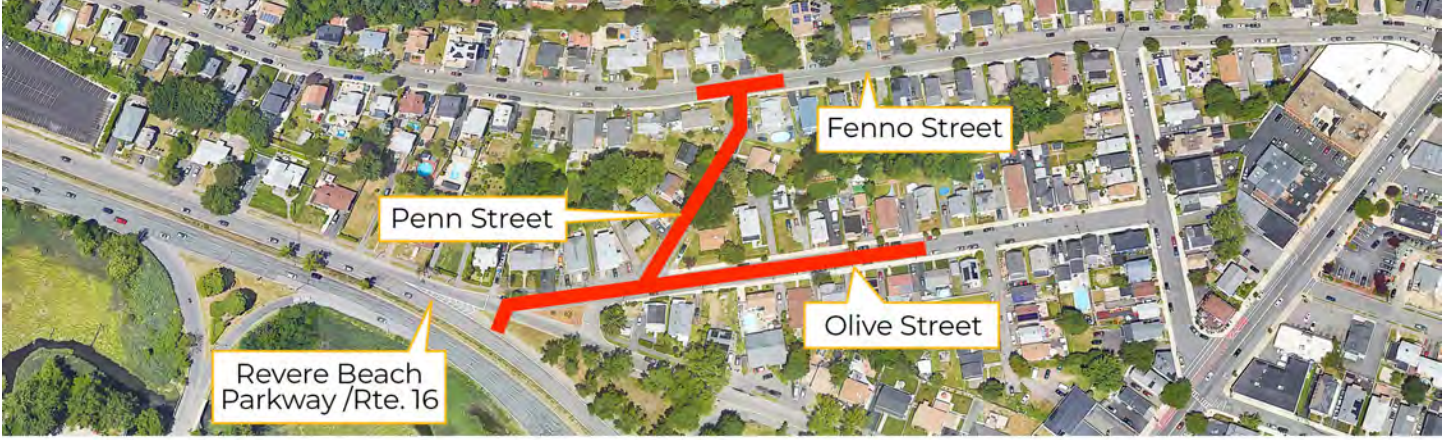 Fenno Street
Penn Street
Olive Street
Revere Beach
Parkway /Rte. 16